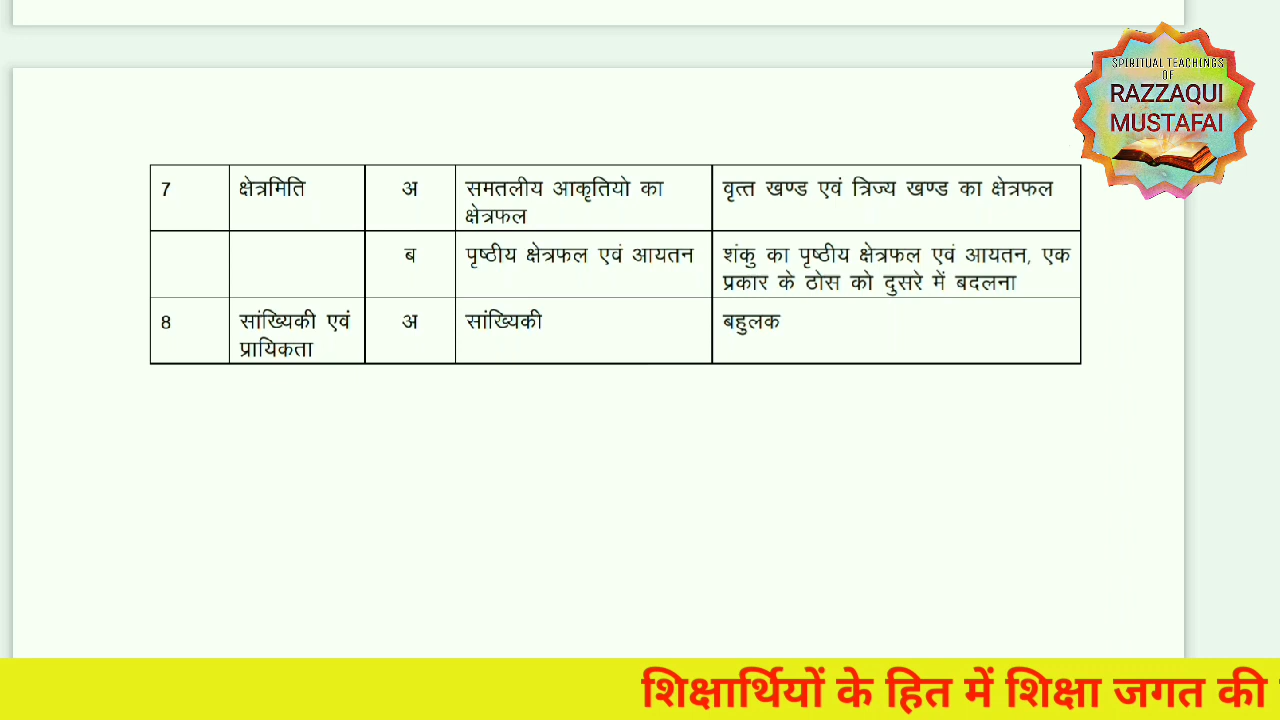 SPIRITUAL TEACHINGS
OF
RAZZAQUI
MUSTAFAI
7 क्षेत्रमिति अ समतलीय आकृतियो का वृत्त खण्ड एवं त्रिज्य खण्ड का क्षेत्रफल
क्षेत्रफल
ब पृष्ठीय क्षेत्रफल एवं आयतन शंकु का पृष्ठीय क्षेत्रफल एवं आयतन, एक
प्रकार के ठोस को दुसरे में बदलना
8 सांख्यिकी एवं अ सांख्यिकी बहुलक
प्रायिकता
शिक्षार्थियों के हित में शिक्षा जगत की